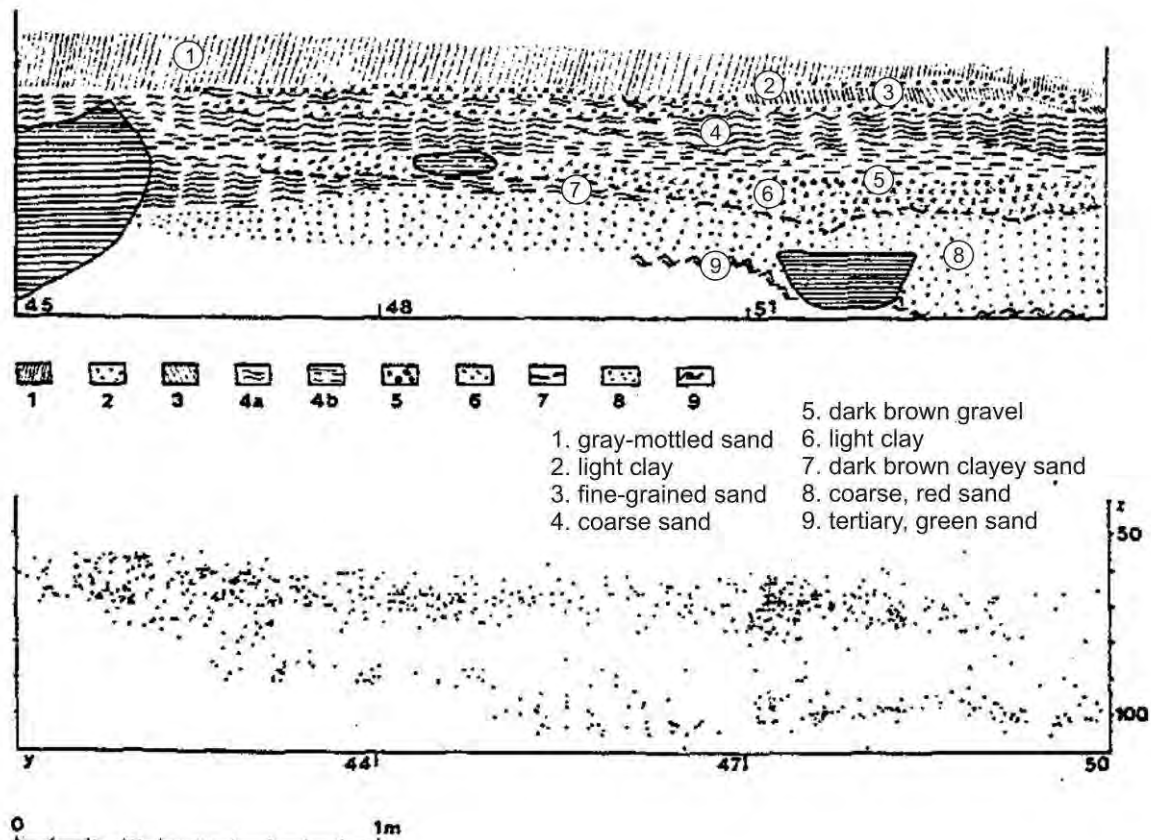 1
2
3
4
5
6
7
8
9
45 48 51
1 2 3 4a 4b 5 6 7 8 9
1. gray-mottled sand
2. light clay
3. fine-grained sand
4. coarse sand
5. dark brown gravel
6. light clay
7. dark brown clayey sand
8. coarse, red sand
9. tertiary, green sand
z
50
100
y 441 471 50
0 1m